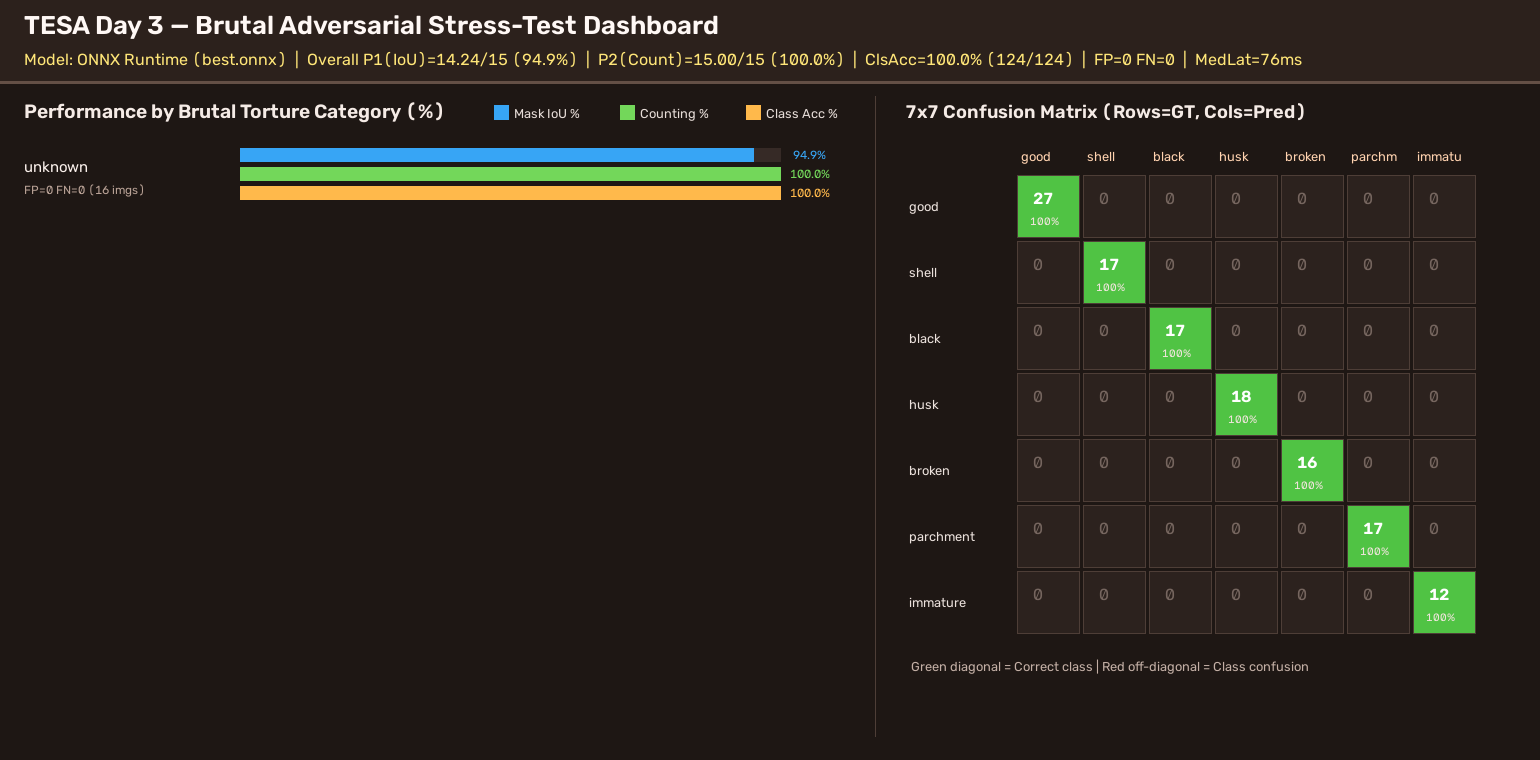 TESA Day 3 — Brutal Adversarial Stress-Test Dashboard
Model: ONNX Runtime (best.onnx) | Overall P1(IoU)=14.24/15 (94.9%) | P2(Count)=15.00/15 (100.0%) | ClsAcc=100.0% (124/124) | FP=0 FN=0 | MedLat=76ms
Performance by Brutal Torture Category (%)
Mask IoU % Counting % Class Acc %
unknown
FP=0 FN=0 (16 imgs)
94.9%
100.0%
100.0%
7x7 Confusion Matrix (Rows=GT, Cols=Pred)
good shell black husk broken parchm immatu
good 27 0 0 0 0 0 0
100%
shell 0 17 0 0 0 0 0
100%
black 0 0 17 0 0 0 0
100%
husk 0 0 0 18 0 0 0
100%
broken 0 0 0 0 16 0 0
100%
parchment 0 0 0 0 0 17 0
100%
immature 0 0 0 0 0 0 12
100%
Green diagonal = Correct class | Red off-diagonal = Class confusion